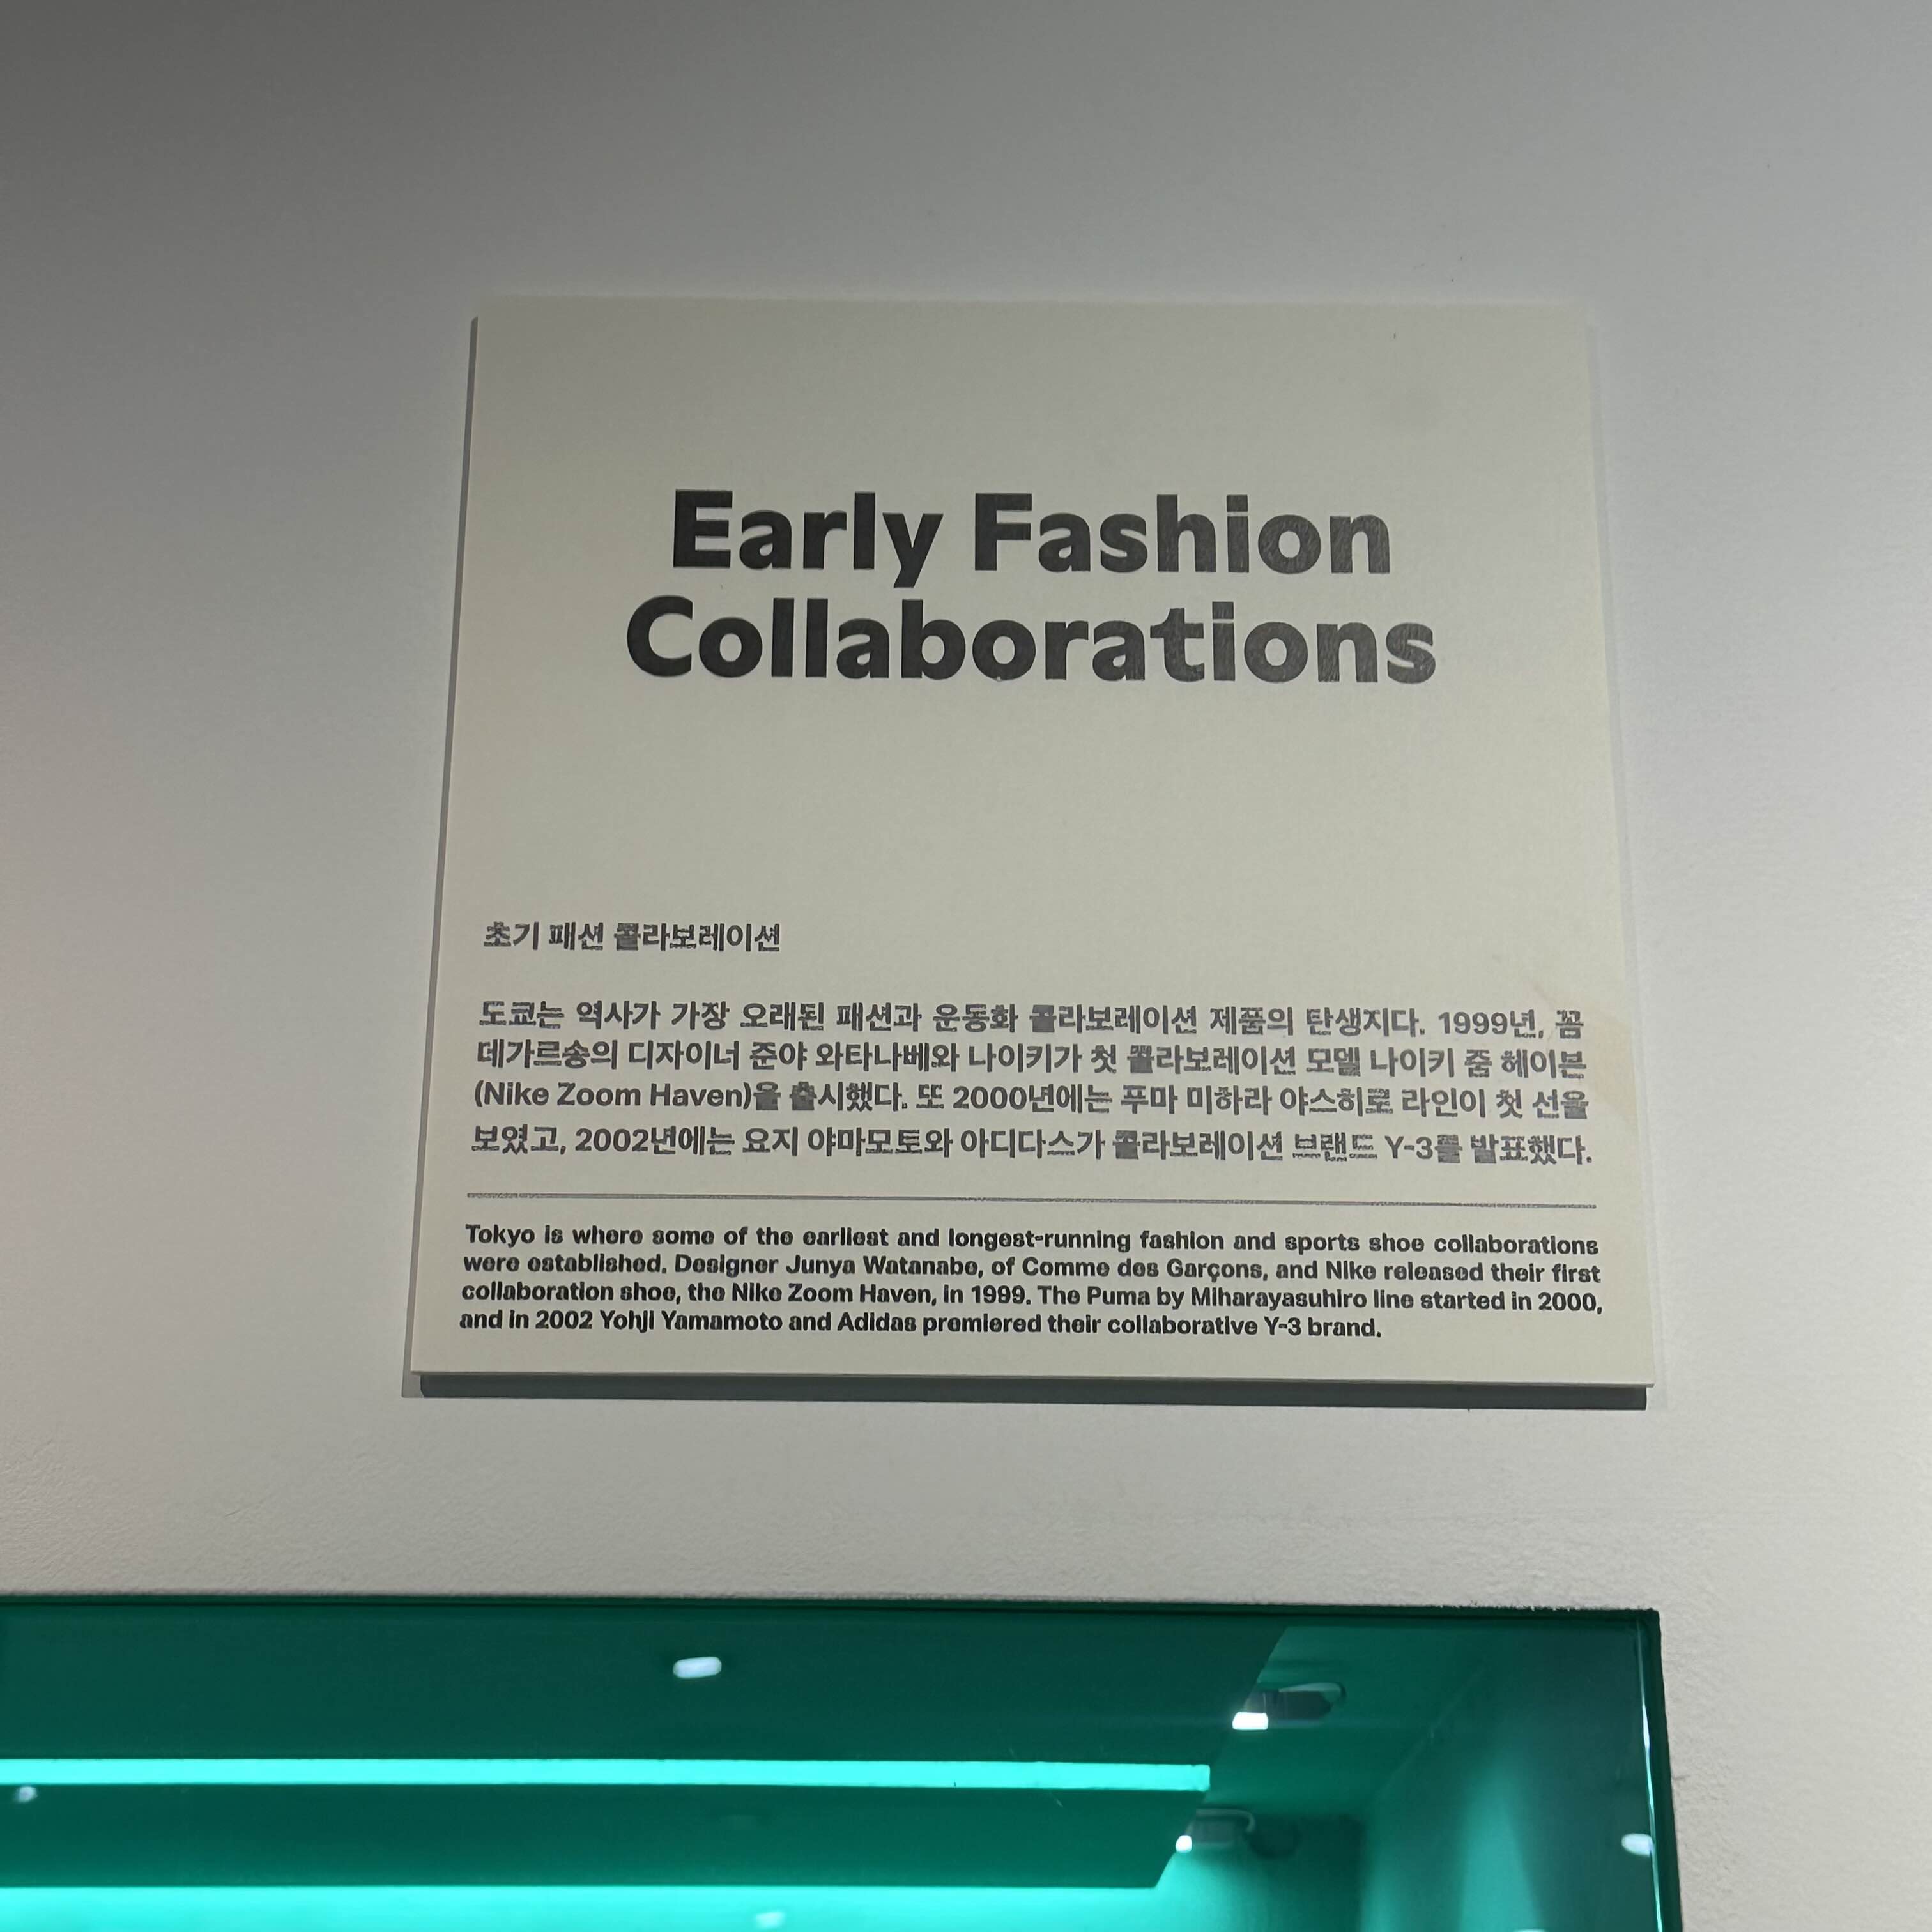 Early Fashion
Collaborations
초기 패션 콜라보레이션
도쿄는 역사가 가장 오래된 패션과 운동화 콜라보레이션 제품의 탄생지다. 1999년, 꼼
데가르송의 디자이너 준야 와타나베와 나이키가 첫 콜라보레이션 모델 나이키 줌 헤이븐
(Nike Zoom Haven)을 출시했다. 또 2000년에는 푸마 미하라 야스히로 라인이 첫 선을
보였고, 2002년에는 요지 야마모토와 아디다스가 콜라보레이션 브랜드 Y-3를 발표했다.
Tokyo is where some of the earliest and longest-running fashion and sports shoe collaborations
were established. Designer Junya Watanabe, of Comme des Garçons, and Nike released their first
collaboration shoe, the Nike Zoom Haven, in 1999. The Puma by Miharayasuhiro line started in 2000,
and in 2002 Yohji Yamamoto and Adidas premiered their collaborative Y-3 brand.